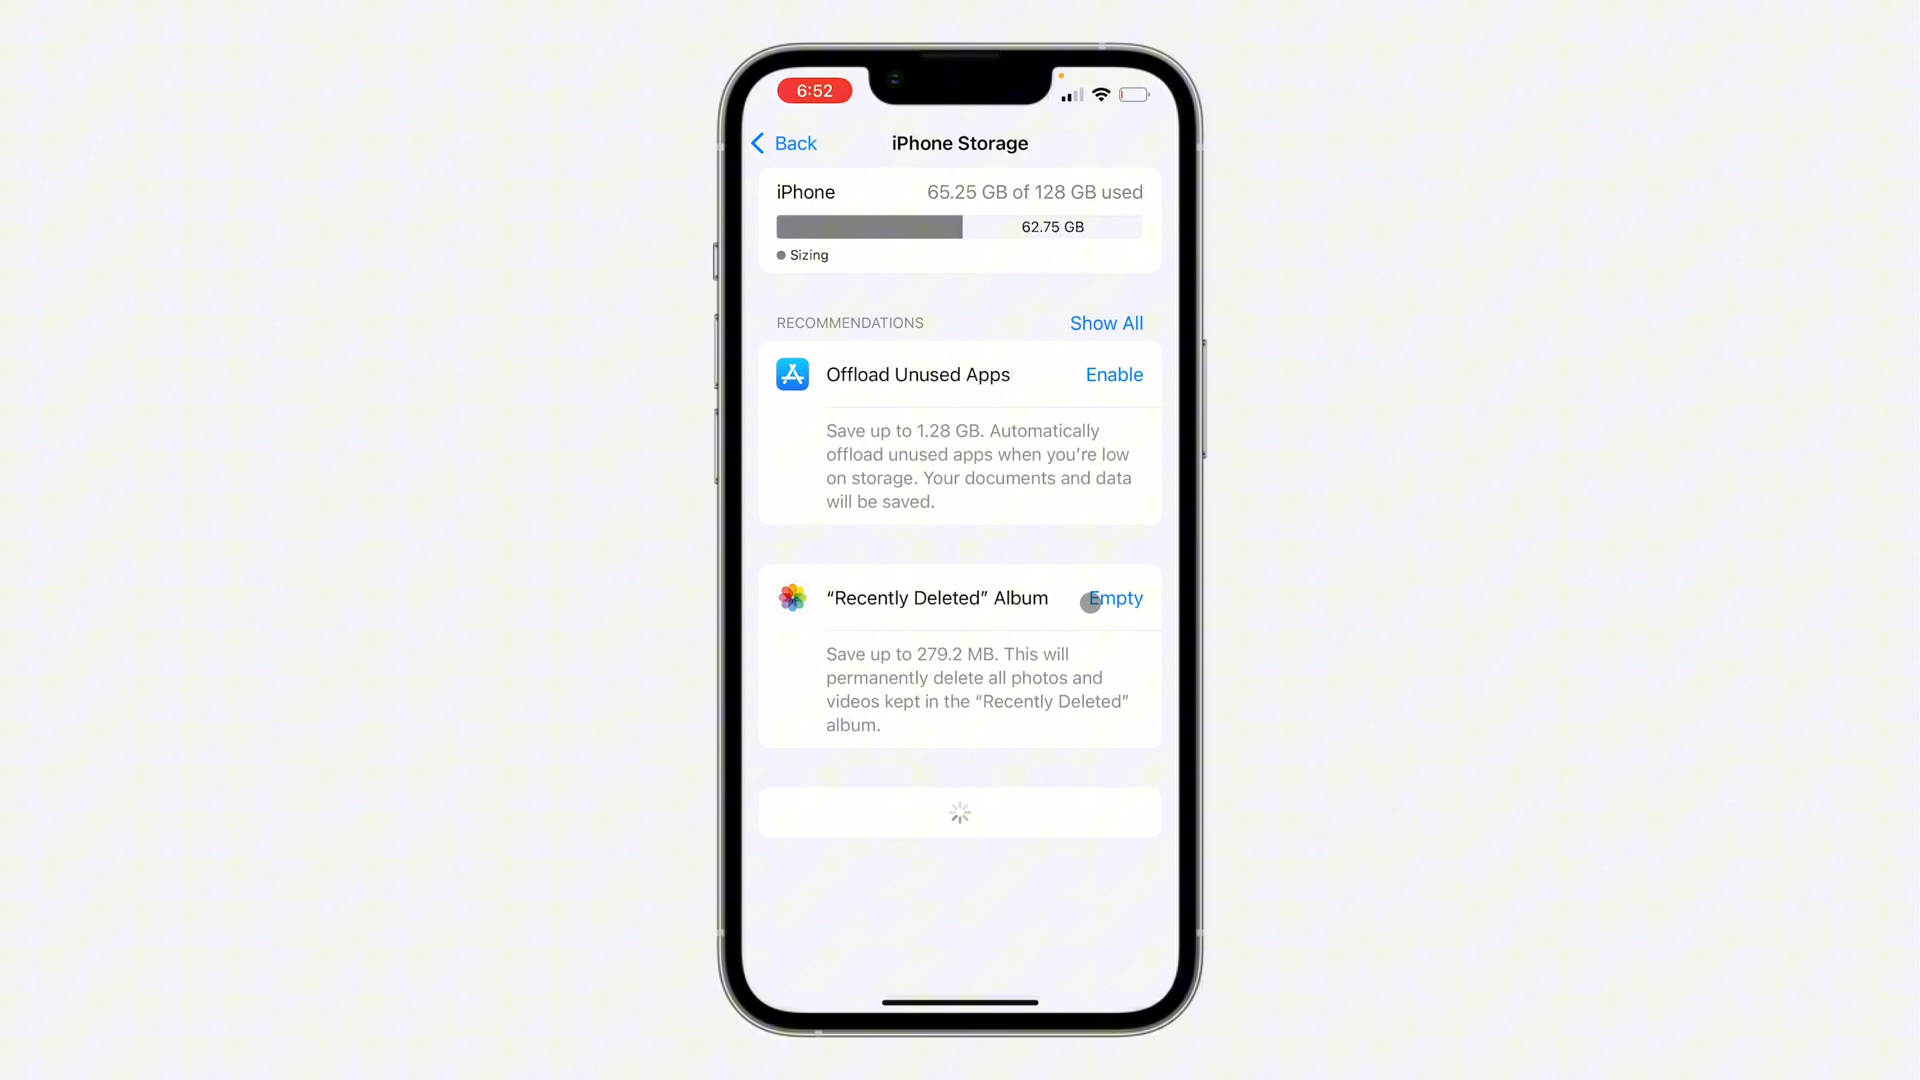 6:52
Back
iPhone Storage
iPhone
65.25 GB of 128 GB used
62.75 GB
Sizing
RECOMMENDATIONS
Show All
Offload Unused Apps
Enable
Save up to 1.28 GB. Automatically
offload unused apps when you’re low
on storage. Your documents and data
will be saved.
“Recently Deleted” Album
Empty
Save up to 279.2 MB. This will
permanently delete all photos and
videos kept in the “Recently Deleted”
album.